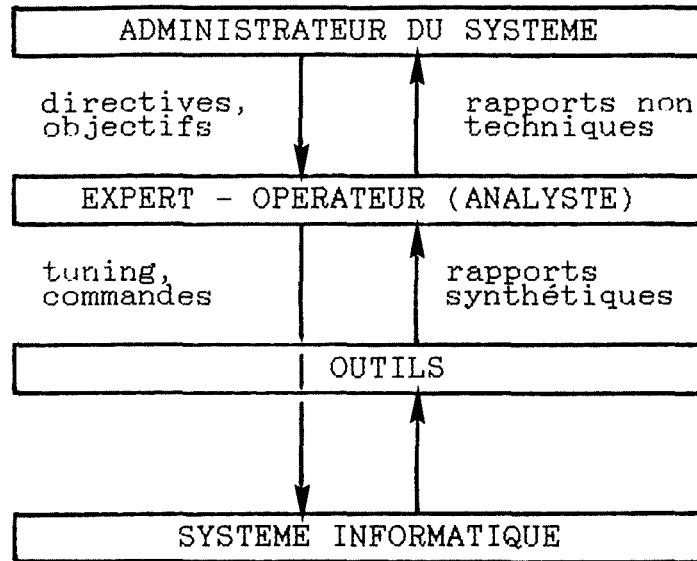 ADMINISTRATEUR DU SYSTEME
directives,
objectifs
rapports non
techniques
EXPERT - OPERATEUR (ANALYSTE)
tuning,
commandes
rapports
synthétiques
OUTILS
SYSTEME INFORMATIQUE